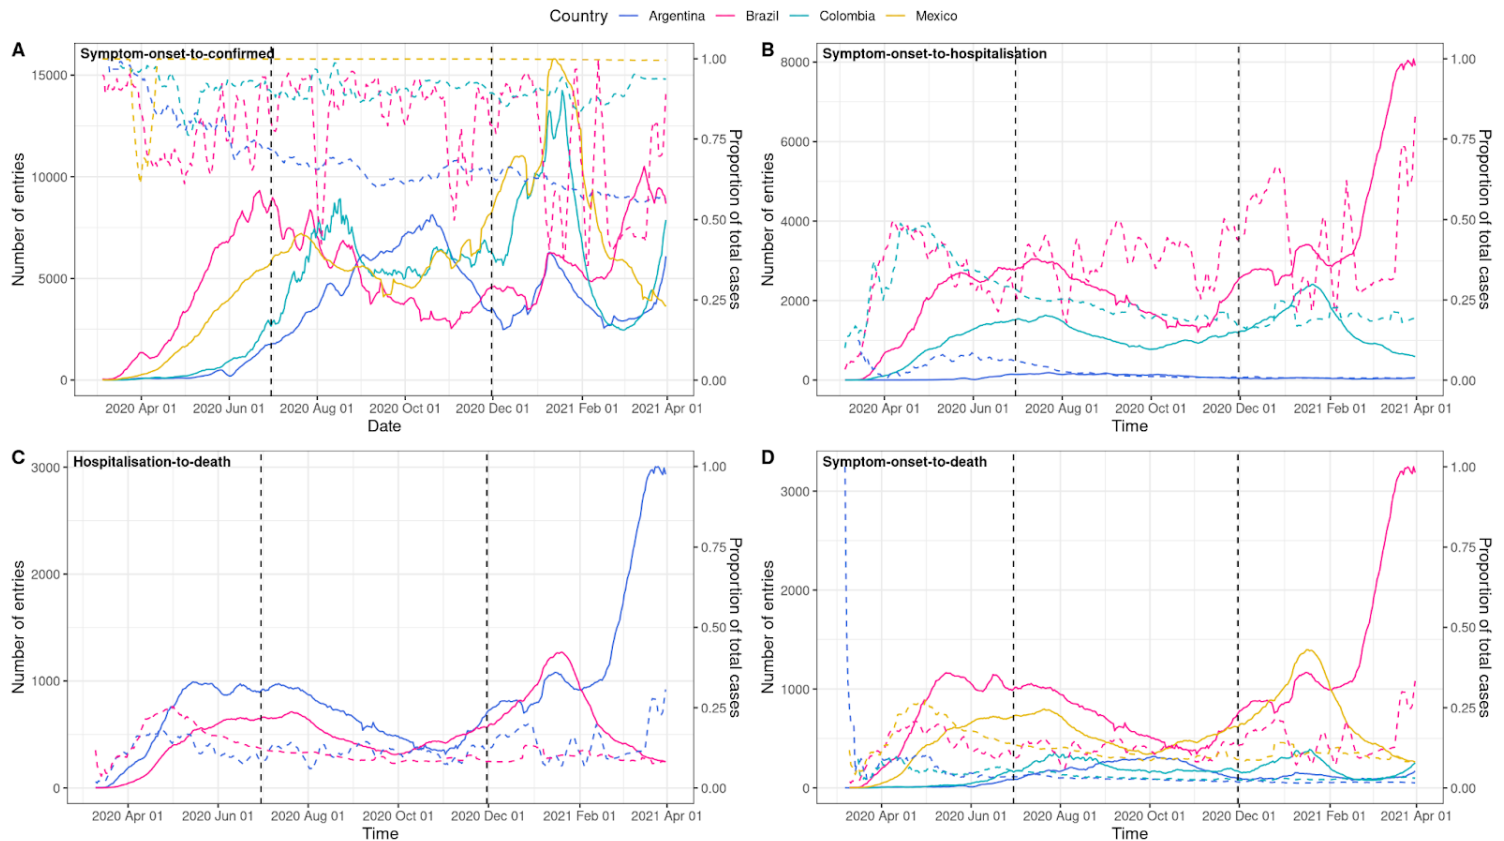 Country Argentina Brazil Colombia Mexico
A
Symptom-onset-to-confirmed
Number of entries
15000
10000
5000
0
1.00
0.75
0.50
0.25
0.00
Proportion of total cases
2020 Apr 01 2020 Jun 01 2020 Aug 01 2020 Oct 01 2020 Dec 01 2021 Feb 01 2021 Apr 01
Date
B
Symptom-onset-to-hospitalisation
Number of entries
8000
6000
4000
2000
0
1.00
0.75
0.50
0.25
0.00
Proportion of total cases
2020 Apr 01 2020 Jun 01 2020 Aug 01 2020 Oct 01 2020 Dec 01 2021 Feb 01 2021 Apr 01
Time
C
Hospitalisation-to-death
Number of entries
3000
2000
1000
0
1.00
0.75
0.50
0.25
0.00
Proportion of total cases
2020 Apr 01 2020 Jun 01 2020 Aug 01 2020 Oct 01 2020 Dec 01 2021 Feb 01 2021 Apr 01
Time
D
Symptom-onset-to-death
Number of entries
3000
2000
1000
0
1.00
0.75
0.50
0.25
0.00
Proportion of total cases
2020 Apr 01 2020 Jun 01 2020 Aug 01 2020 Oct 01 2020 Dec 01 2021 Feb 01 2021 Apr 01
Time